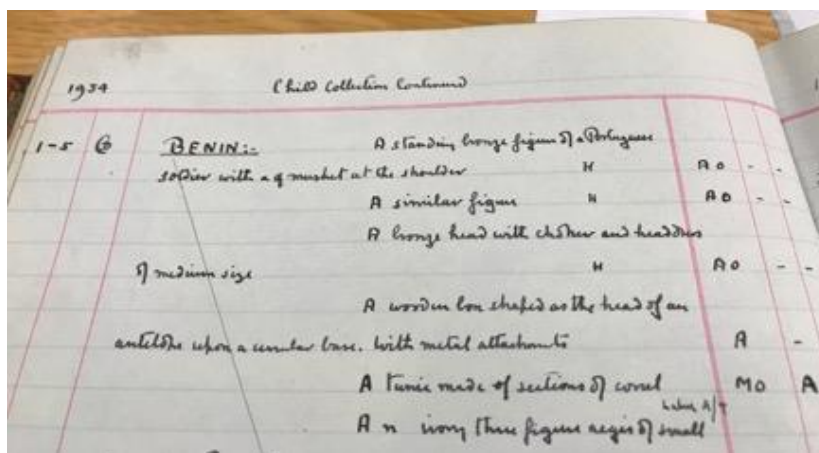 1934 Child Collection Continued
1-5 BENIN:- A standing bronze figure of a Portuguese
soldier with a musket at the shoulder H A0 - -
A similar figure H A0 - -
A bronze head with choker and headdress
of medium size H A0 - -
A wooden box shaped as the head of an
antelope upon a circular base. With metal attachments A -
A tunic made of sections of coral M0 A
A n ivory three figure aegis of small